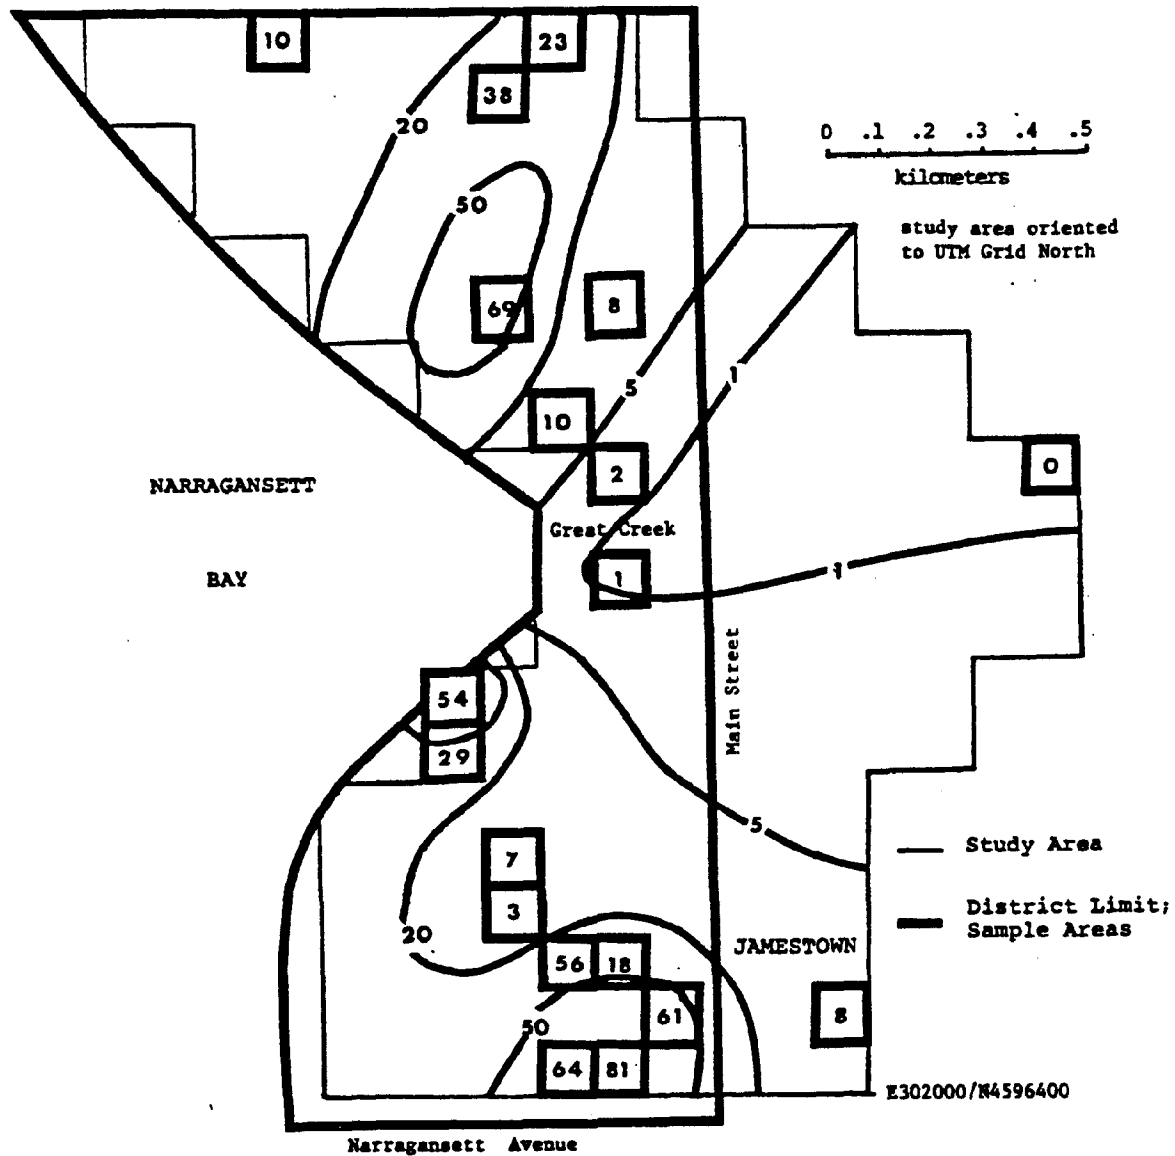 10
23
38
20
0 .1 .2 .3 .4 .5
kilometers
50
study area oriented
to UTM Grid North
69
8
5
1
10
2
0
NARRAGANSETT
Great Creek
BAY
1
1
Main Street
54
29
5
7
Study Area
3
District Limit;
Sample Areas
20
JAMESTOWN
56
18
61
8
50
64
81
E302000/N4596400
Narragansett Avenue